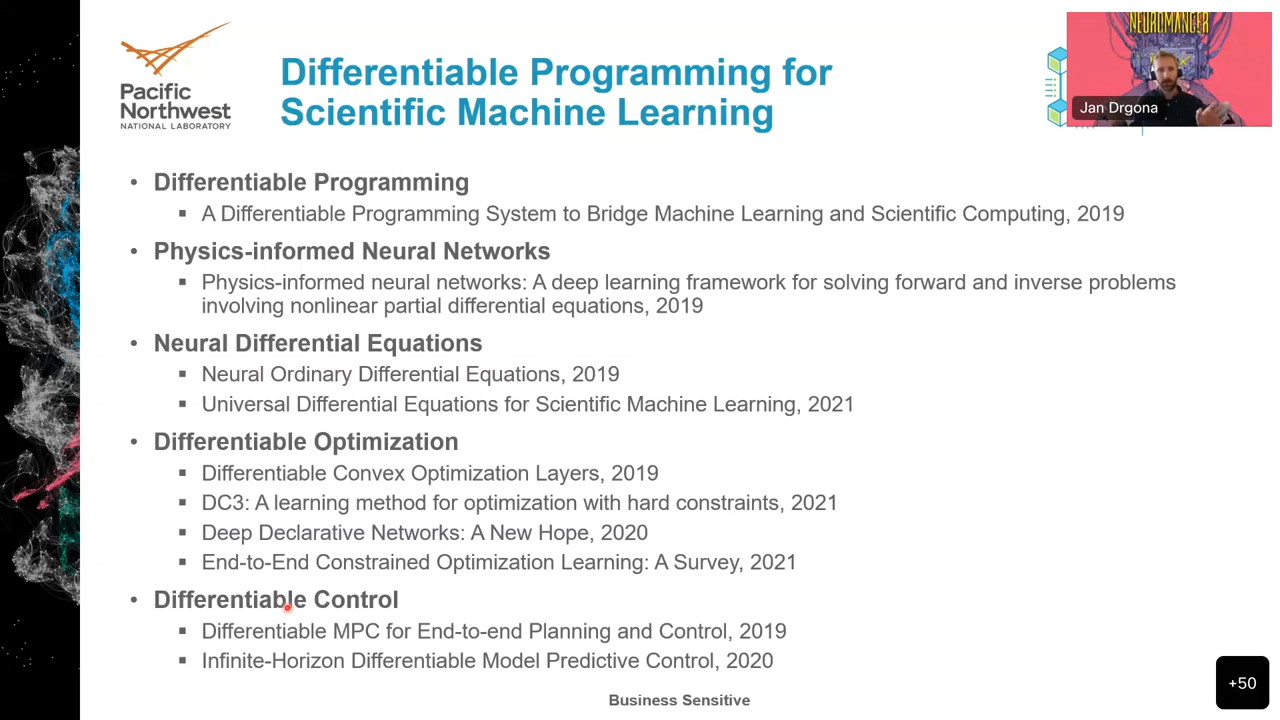 Pacific
Northwest
NATIONAL LABORATORY
Differentiable Programming for
Scientific Machine Learning
NEUROMANCER
Jan Drgona
• Differentiable Programming
▪ A Differentiable Programming System to Bridge Machine Learning and Scientific Computing, 2019
• Physics-informed Neural Networks
▪ Physics-informed neural networks: A deep learning framework for solving forward and inverse problems
involving nonlinear partial differential equations, 2019
• Neural Differential Equations
▪ Neural Ordinary Differential Equations, 2019
▪ Universal Differential Equations for Scientific Machine Learning, 2021
• Differentiable Optimization
▪ Differentiable Convex Optimization Layers, 2019
▪ DC3: A learning method for optimization with hard constraints, 2021
▪ Deep Declarative Networks: A New Hope, 2020
▪ End-to-End Constrained Optimization Learning: A Survey, 2021
• Differentiable Control
▪ Differentiable MPC for End-to-end Planning and Control, 2019
▪ Infinite-Horizon Differentiable Model Predictive Control, 2020
Business Sensitive
+50